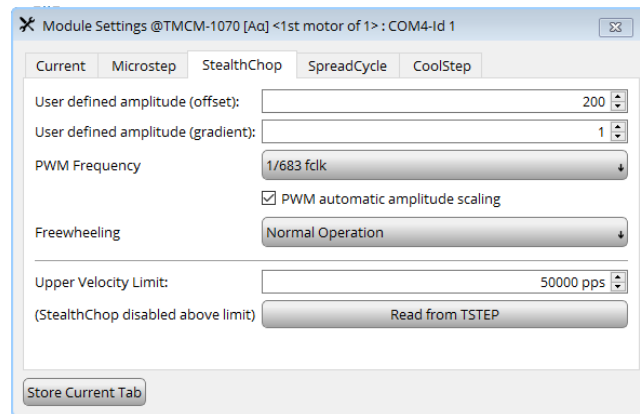 Module Settings @TMCM-1070 [Aα] <1st motor of 1> : COM4-Id 1
Current Microstep StealthChop SpreadCycle CoolStep
User defined amplitude (offset): 200
User defined amplitude (gradient): 1
PWM Frequency 1/683 fclk
PWM automatic amplitude scaling
Freewheeling Normal Operation
Upper Velocity Limit: 50000 pps
(StealthChop disabled above limit) Read from TSTEP
Store Current Tab